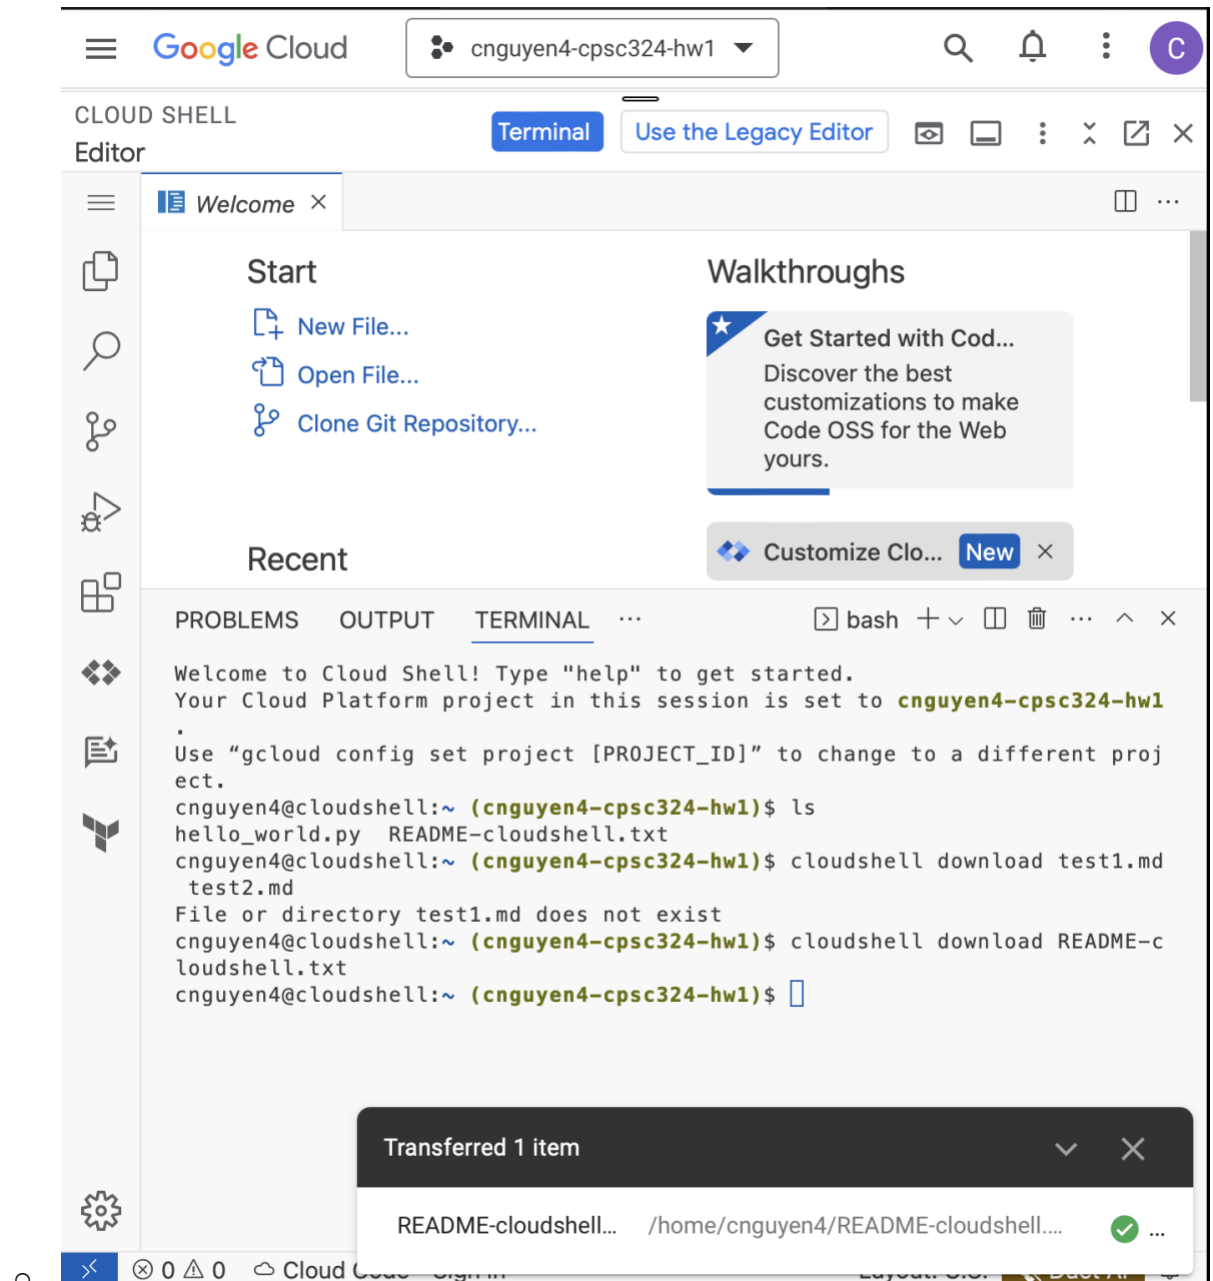 Google Cloud
cnguyen4-cpsc324-hw1
C
CLOUD SHELL
Editor
Terminal
Use the Legacy Editor
Welcome
Start
New File...
Open File...
Clone Git Repository...
Recent
Walkthroughs
Get Started with Cod...
Discover the best
customizations to make
Code OSS for the Web
yours.
Customize Clo... New
PROBLEMS OUTPUT TERMINAL ...
bash
Welcome to Cloud Shell! Type "help" to get started.
Your Cloud Platform project in this session is set to cnguyen4-cpsc324-hw1
.
Use “gcloud config set project [PROJECT_ID]” to change to a different proj
ect.
cnguyen4@cloudshell:~ (cnguyen4-cpsc324-hw1)$ ls
hello_world.py  README-cloudshell.txt
cnguyen4@cloudshell:~ (cnguyen4-cpsc324-hw1)$ cloudshell download test1.md
 test2.md
File or directory test1.md does not exist
cnguyen4@cloudshell:~ (cnguyen4-cpsc324-hw1)$ cloudshell download README-c
loudshell.txt
cnguyen4@cloudshell:~ (cnguyen4-cpsc324-hw1)$
Transferred 1 item
README-cloudshell... /home/cnguyen4/README-cloudshell.... ...
0 0 Cloud Code Sign in Layout: U.S.